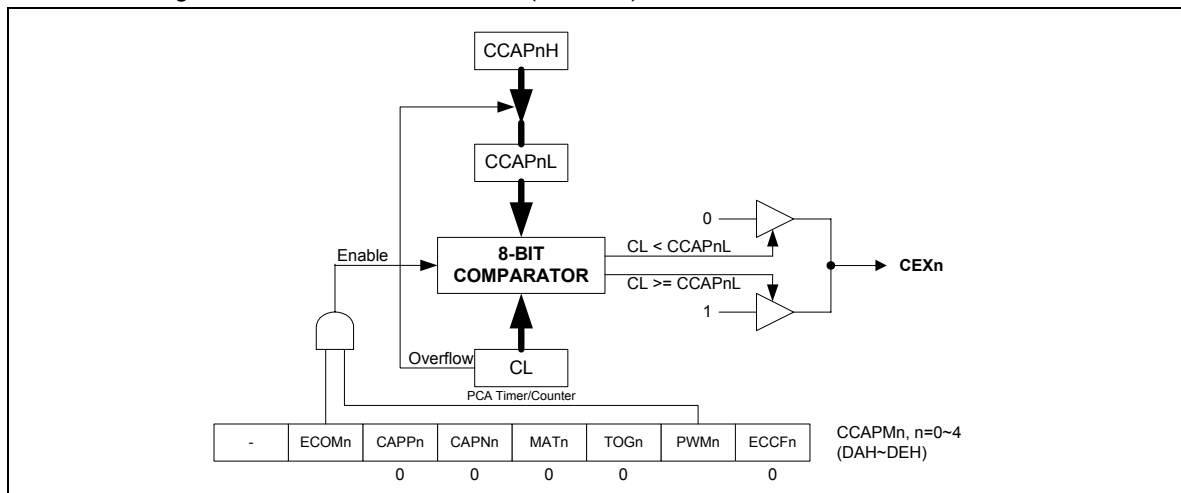 CCAPnH
CCAPnL
0
CL < CCAPnL
Enable
8-BIT
COMPARATOR
CEXn
CL >= CCAPnL
1
Overflow
CL
PCA Timer/Counter
- ECOMn CAPPn CAPNn MATn TOGn PWMn ECCFn
CCAPMn, n=0~4
(DAH~DEH)
0 0 0 0 0